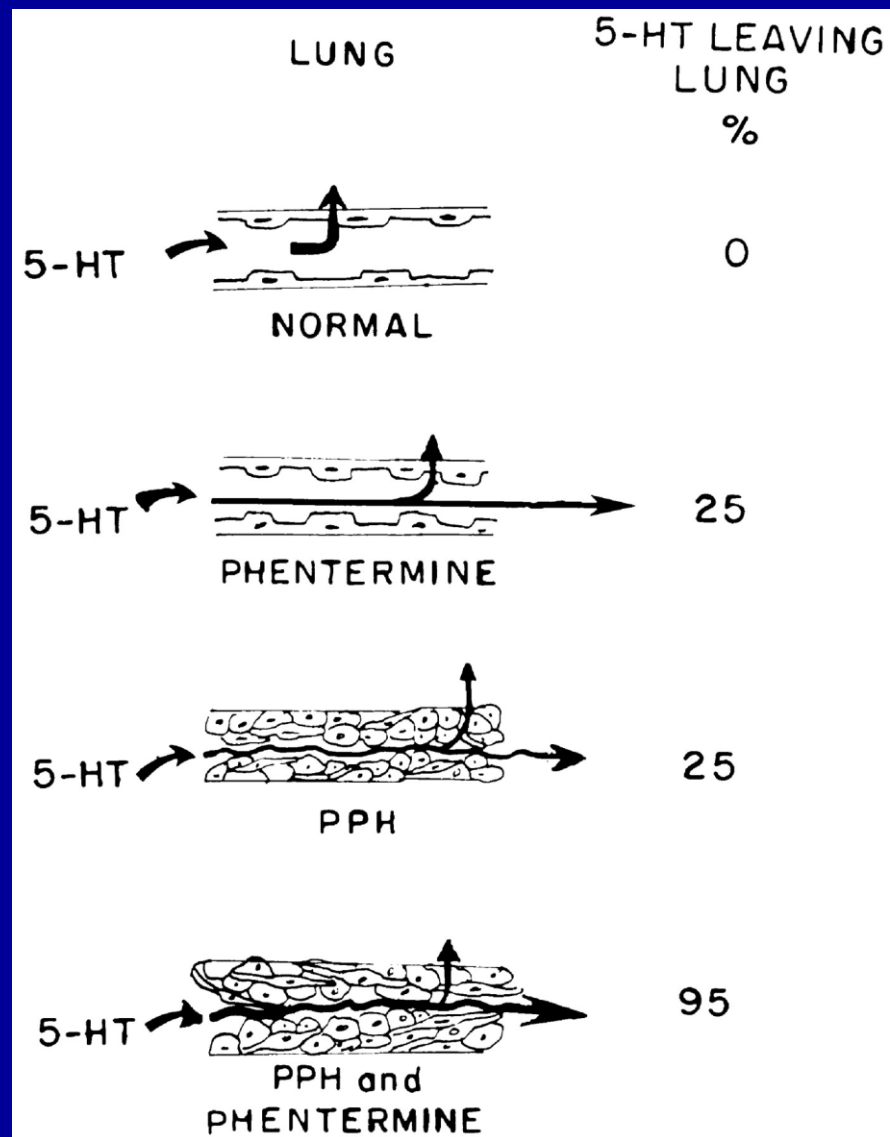 LUNG
5-HT LEAVING
LUNG
%
5-HT
0
NORMAL
5-HT
25
PHENTERMINE
5-HT
25
PPH
5-HT
95
PPH and
PHENTERMINE